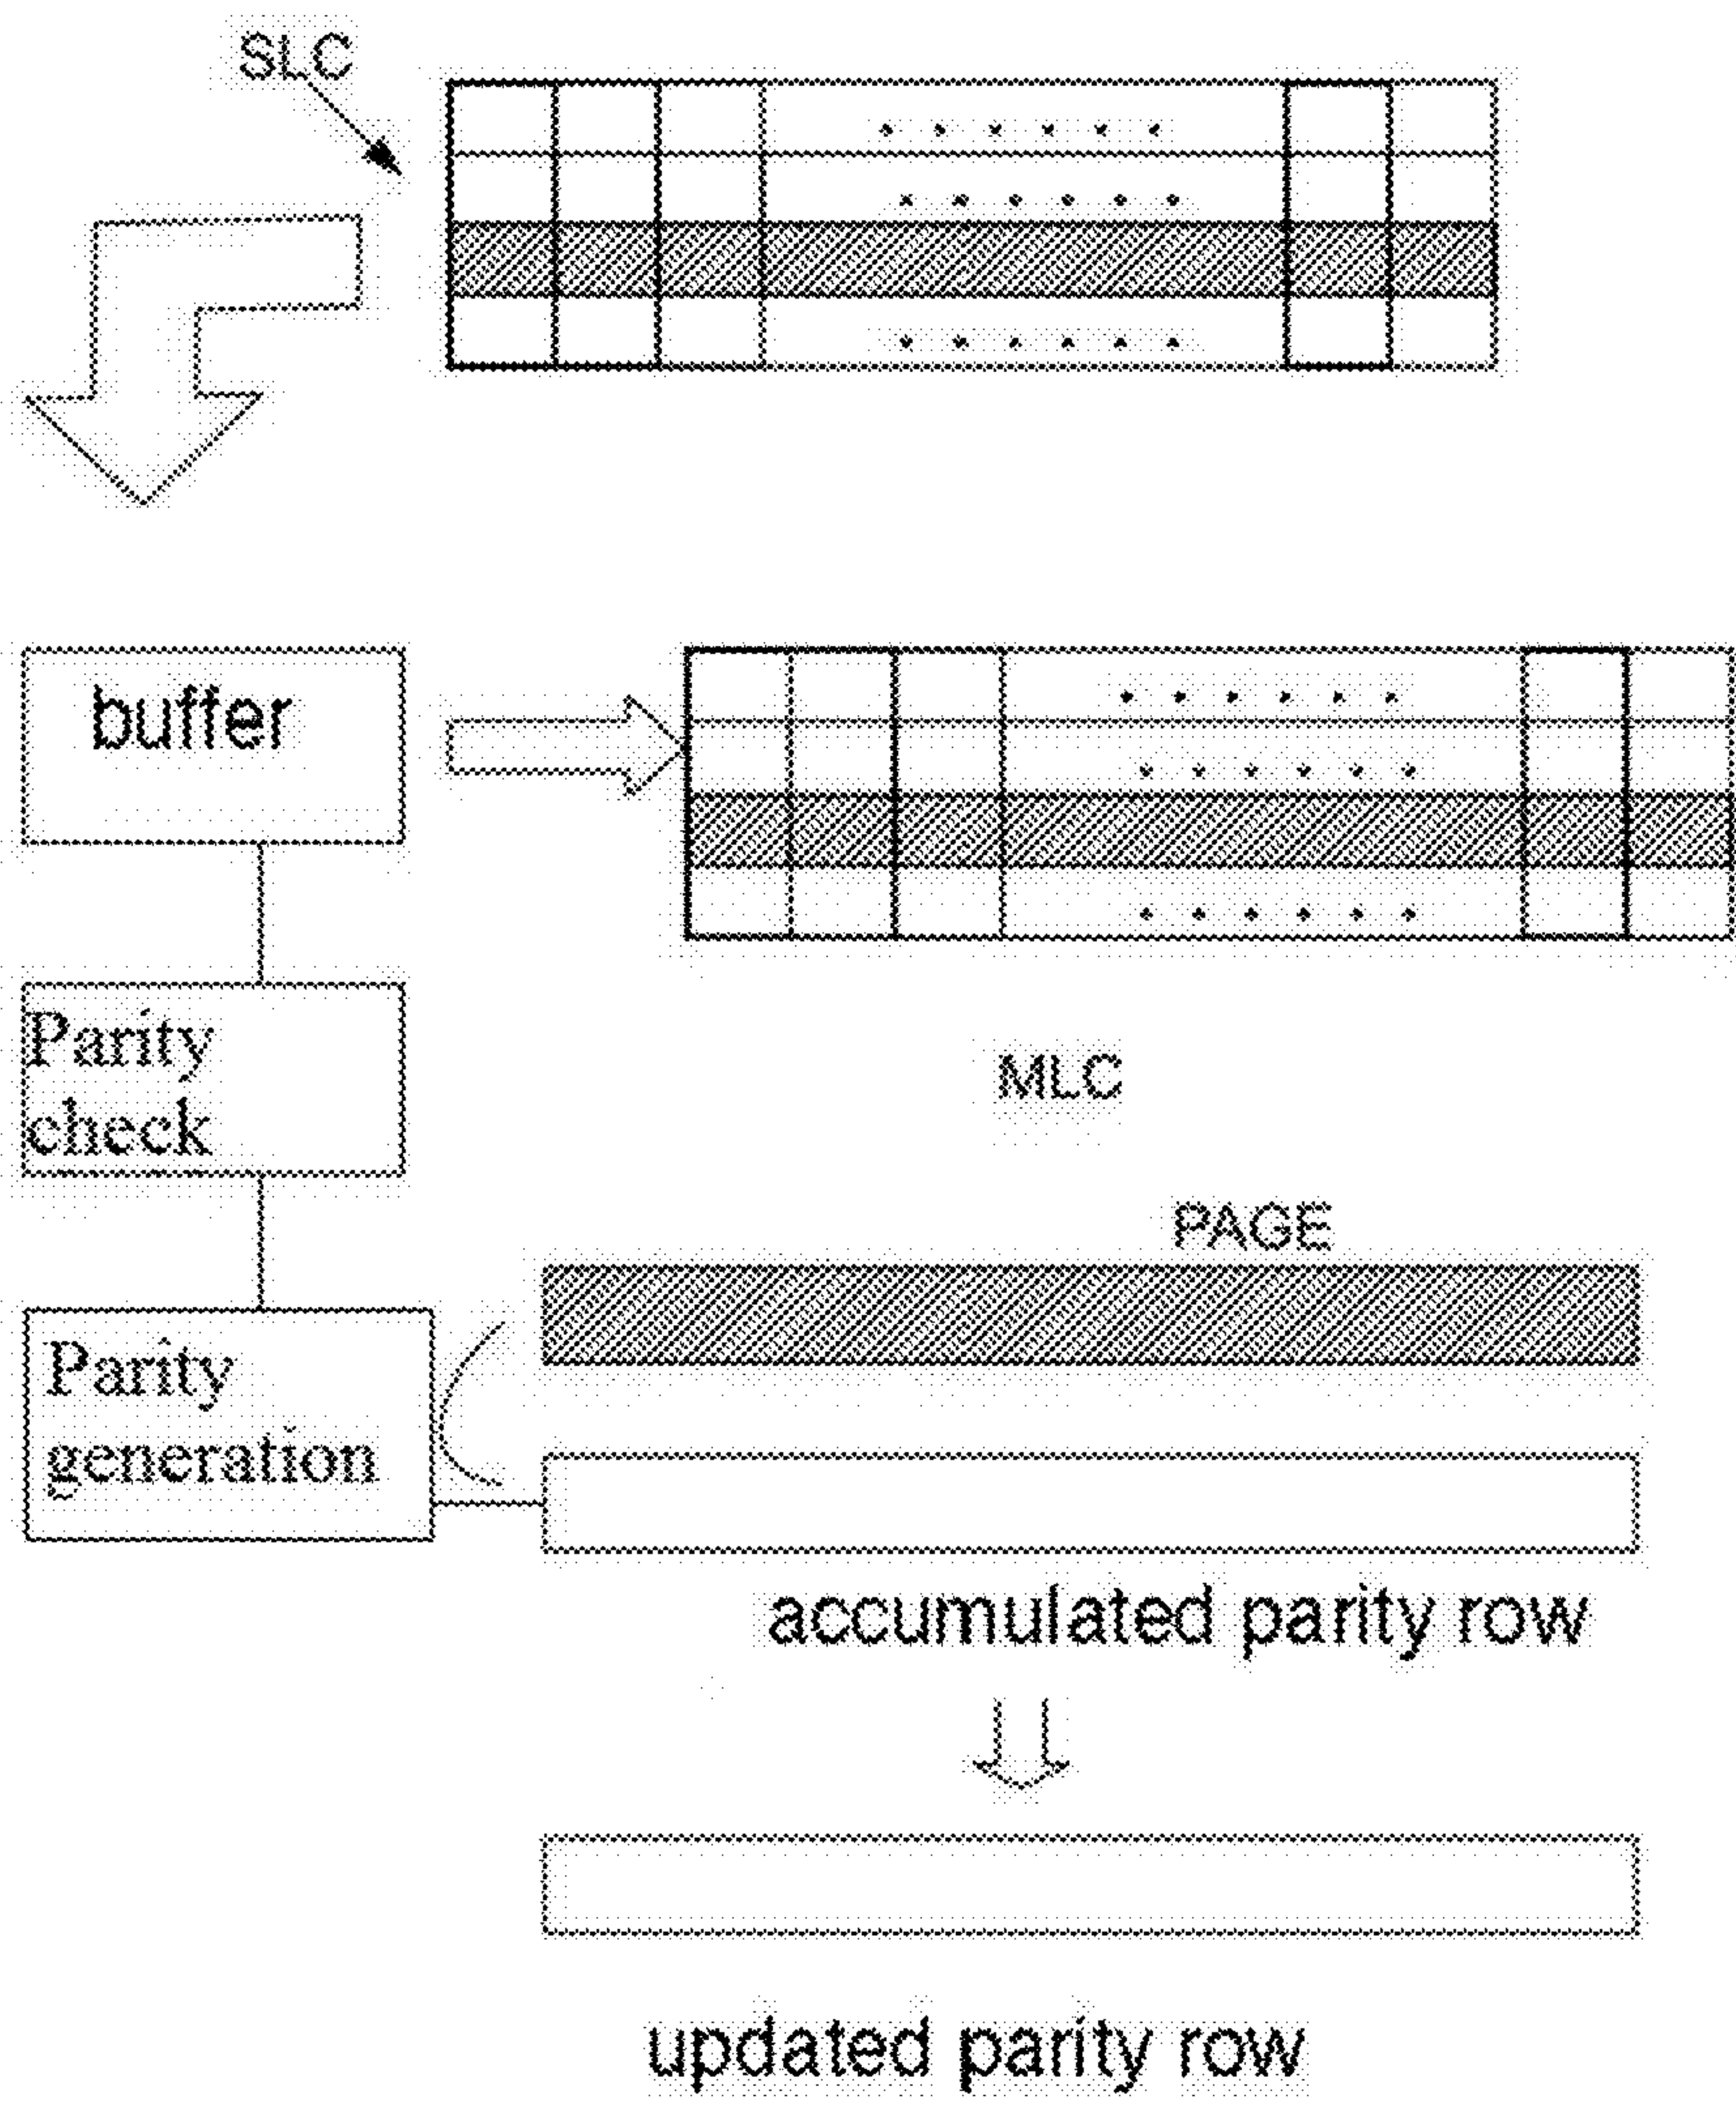 SLC
buffer
Parity
check
MLC
PAGE
Parity
generation
accumulated parity row
updated parity row